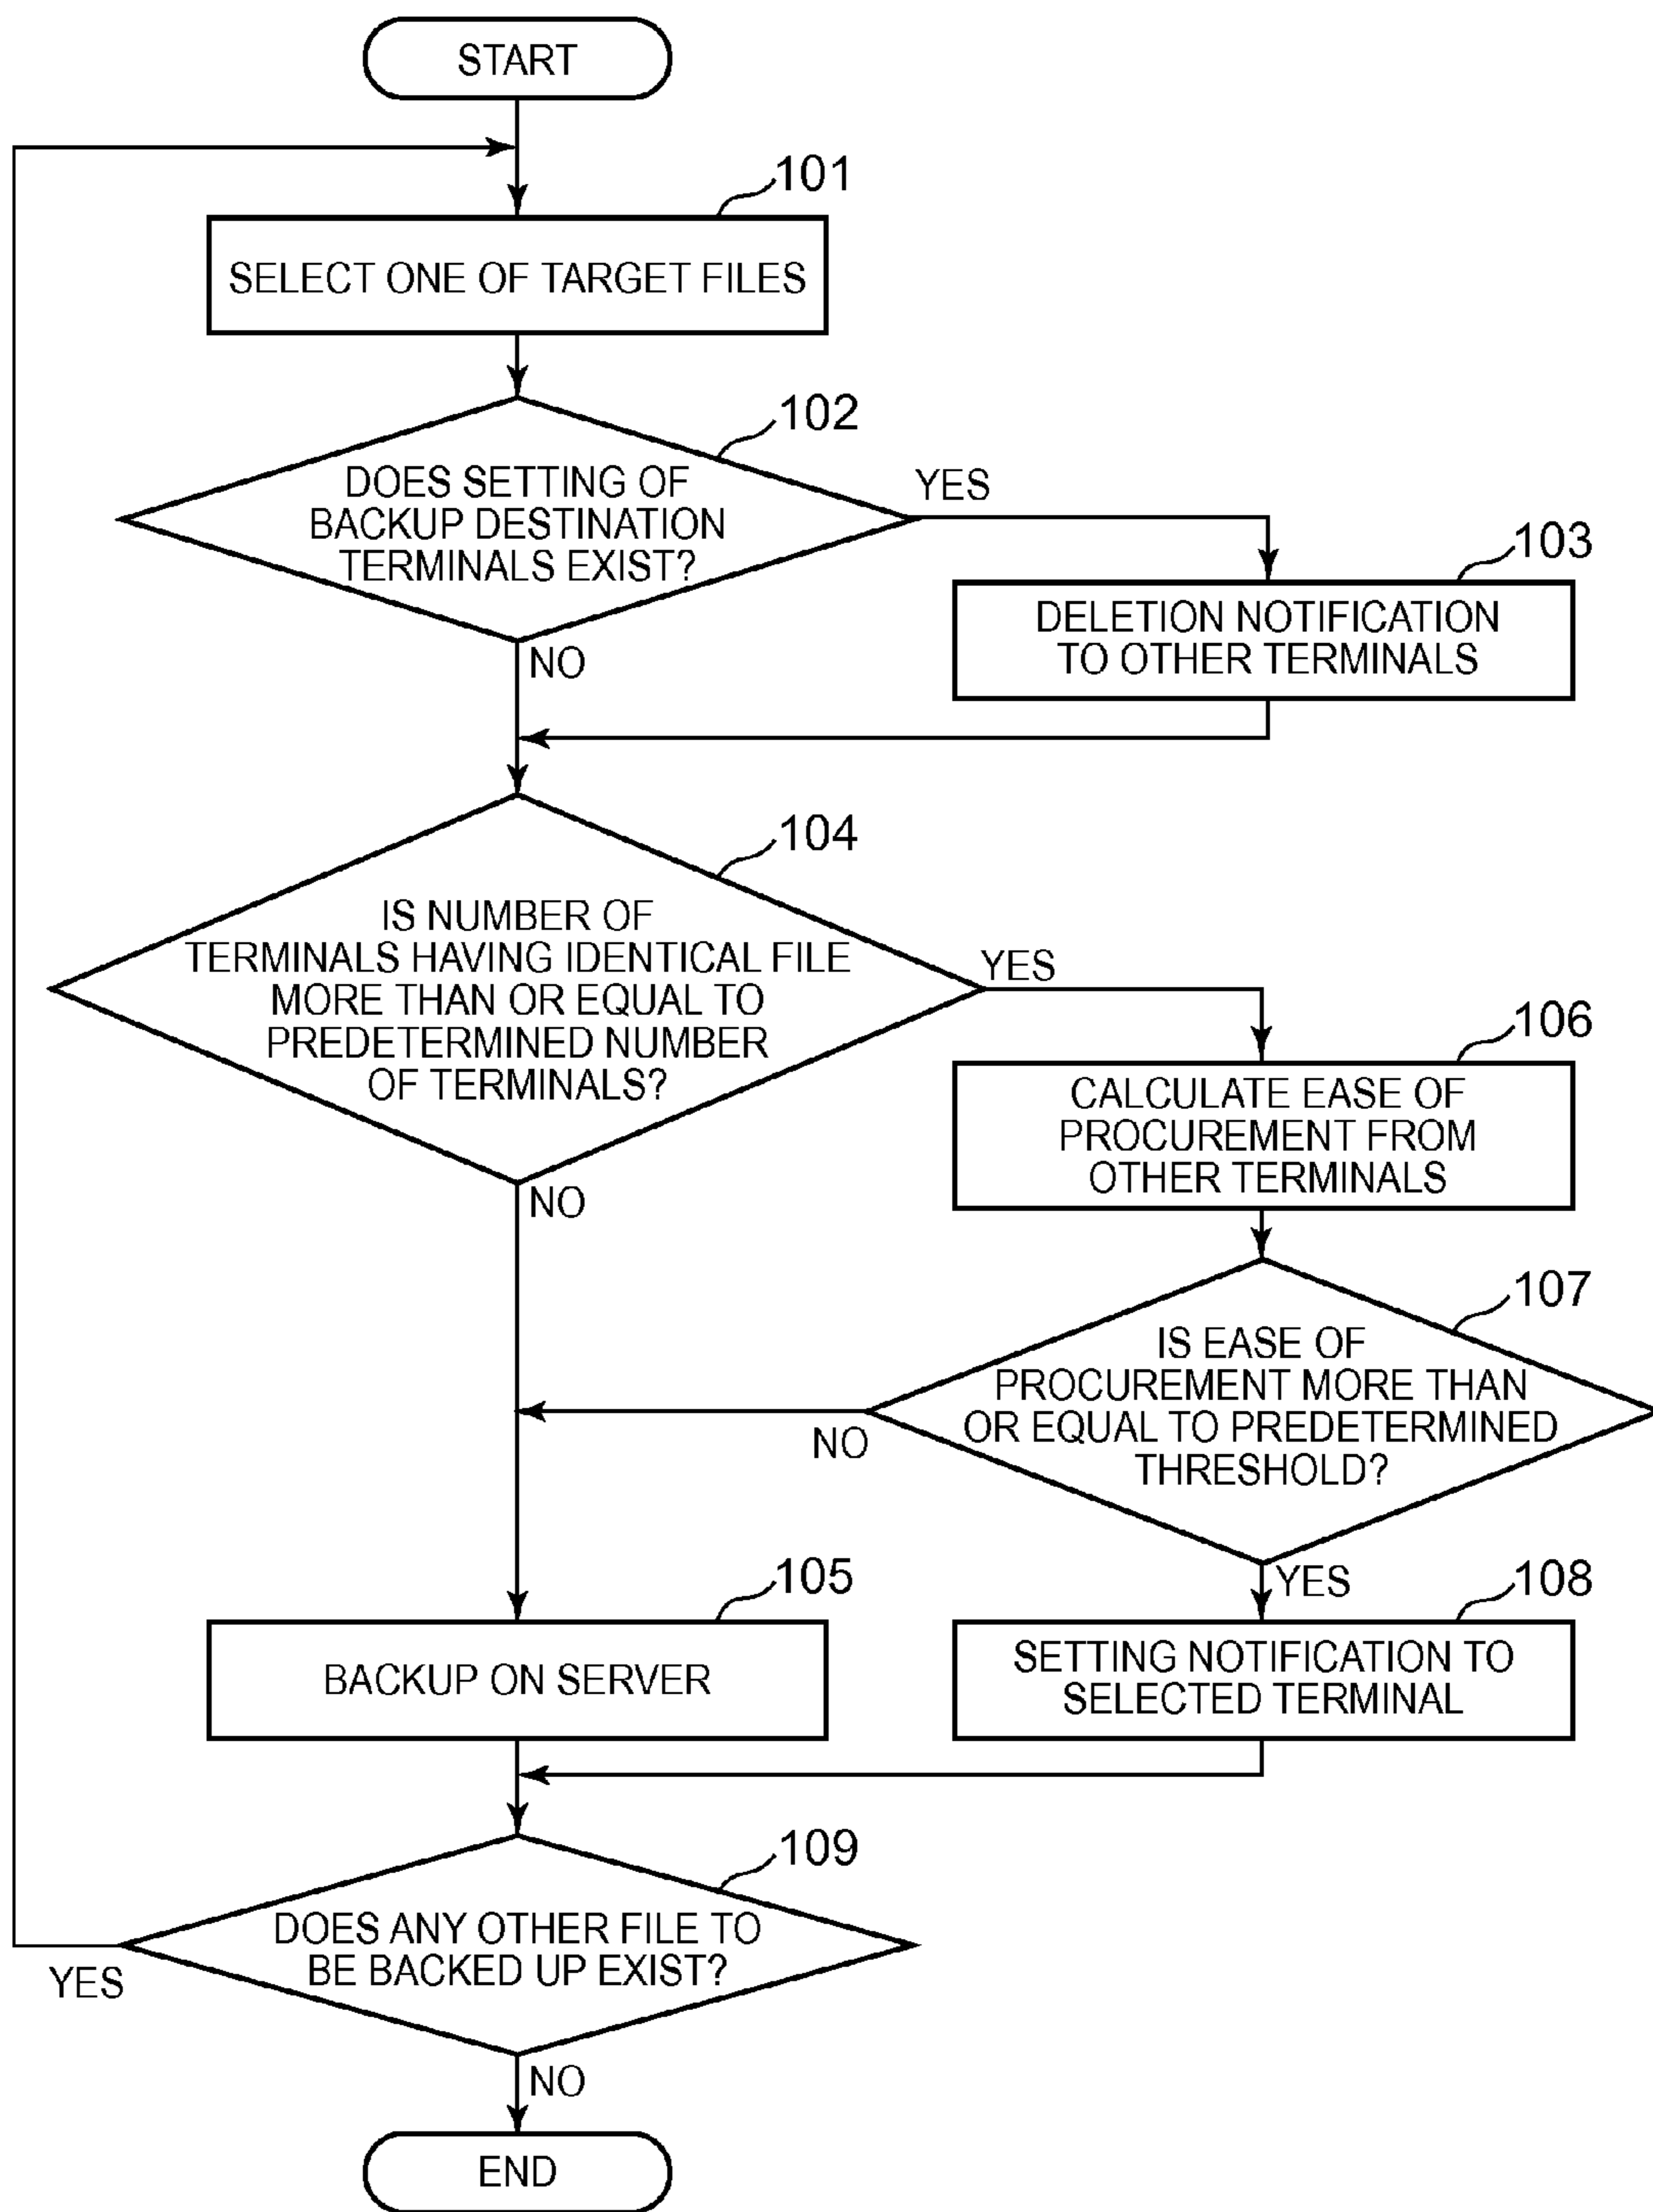 START
101
SELECT ONE OF TARGET FILES
102
DOES SETTING OF
BACKUP DESTINATION
TERMINALS EXIST?
YES
NO
103
DELETION NOTIFICATION
TO OTHER TERMINALS
104
IS NUMBER OF
TERMINALS HAVING IDENTICAL FILE
MORE THAN OR EQUAL TO
PREDETERMINED NUMBER
OF TERMINALS?
YES
NO
106
CALCULATE EASE OF
PROCUREMENT FROM
OTHER TERMINALS
107
IS EASE OF
PROCUREMENT MORE THAN
OR EQUAL TO PREDETERMINED
THRESHOLD?
NO
YES
105
BACKUP ON SERVER
108
SETTING NOTIFICATION TO
SELECTED TERMINAL
109
DOES ANY OTHER FILE TO
BE BACKED UP EXIST?
YES
NO
END